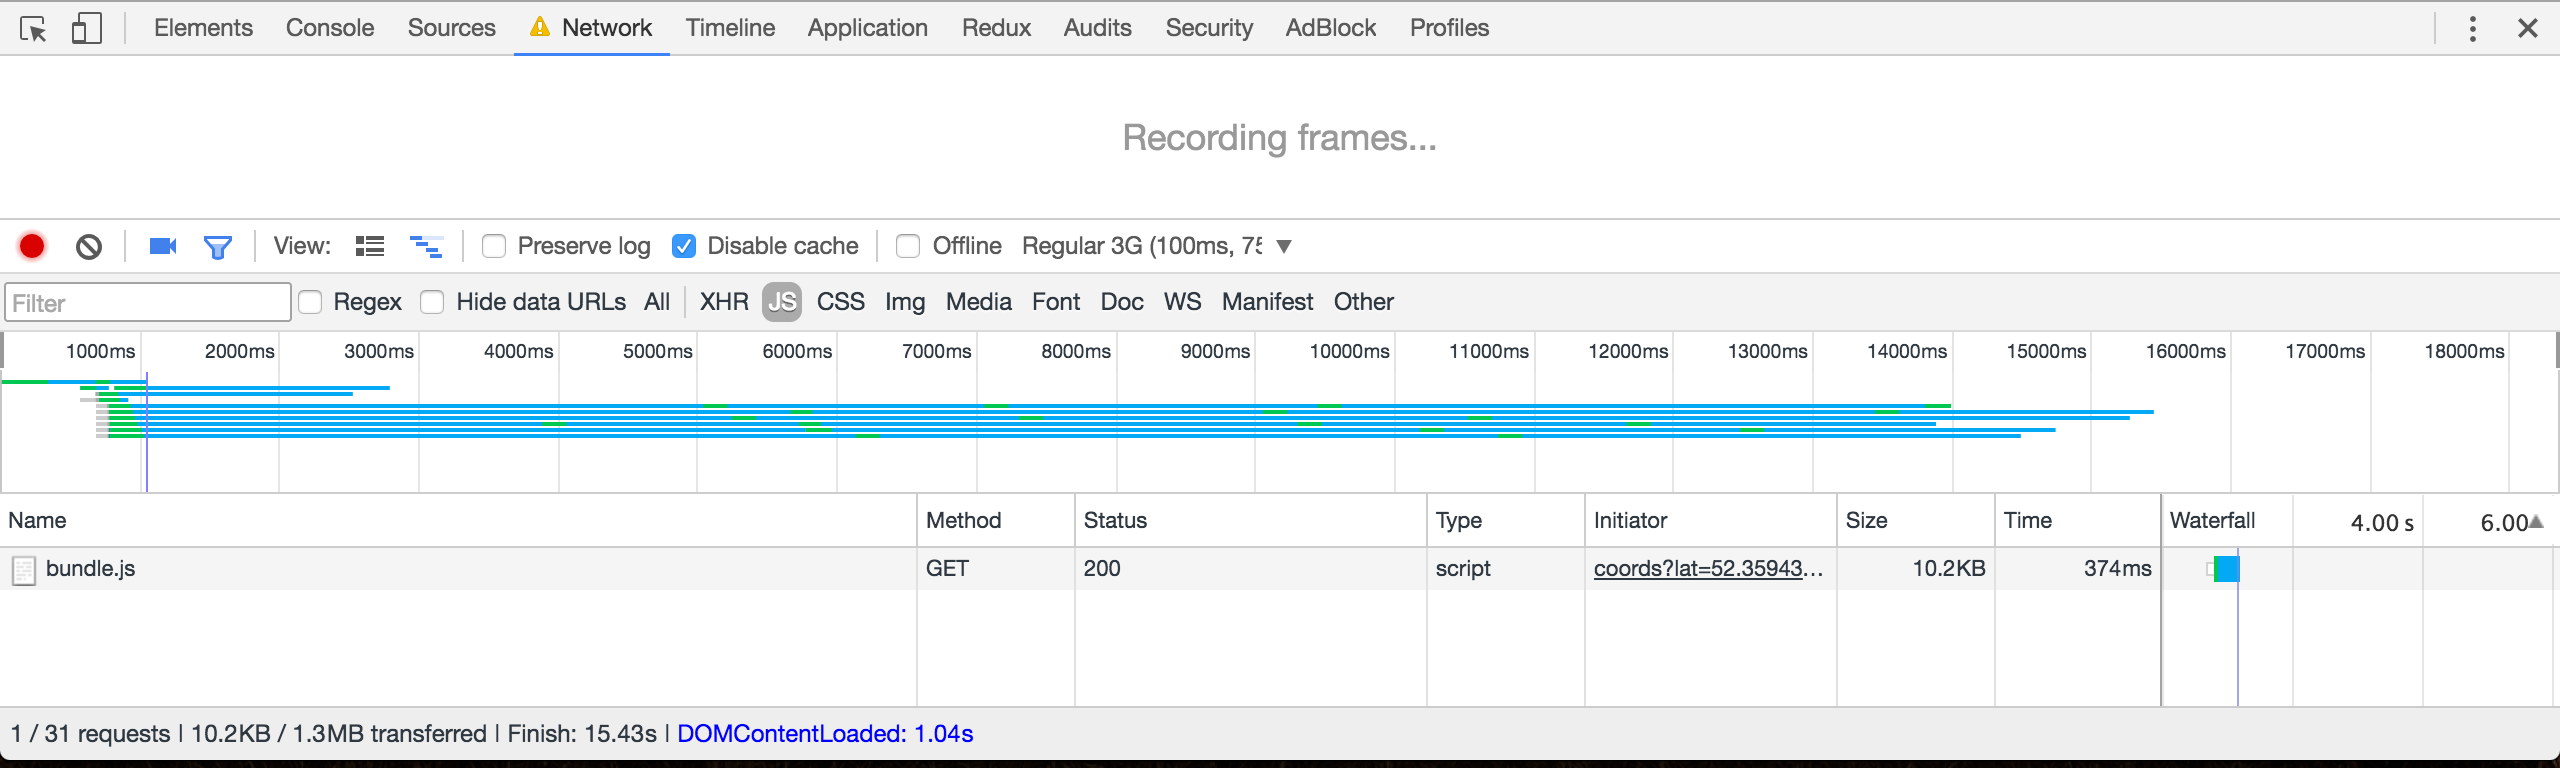 Elements Console Sources Network Timeline Application Redux Audits Security AdBlock Profiles
Recording frames...
View: Preserve log Disable cache Offline Regular 3G (100ms, 75
Filter Regex Hide data URLs All XHR JS CSS Img Media Font Doc WS Manifest Other
1000ms 2000ms 3000ms 4000ms 5000ms 6000ms 7000ms 8000ms 9000ms 10000ms 11000ms 12000ms 13000ms 14000ms 15000ms 16000ms 17000ms 18000ms
Name Method Status Type Initiator Size Time Waterfall 4.00 s 6.00
bundle.js GET 200 script coords?lat=52.35943... 10.2KB 374ms
1 / 31 requests | 10.2KB / 1.3MB transferred | Finish: 15.43s | DOMContentLoaded: 1.04s